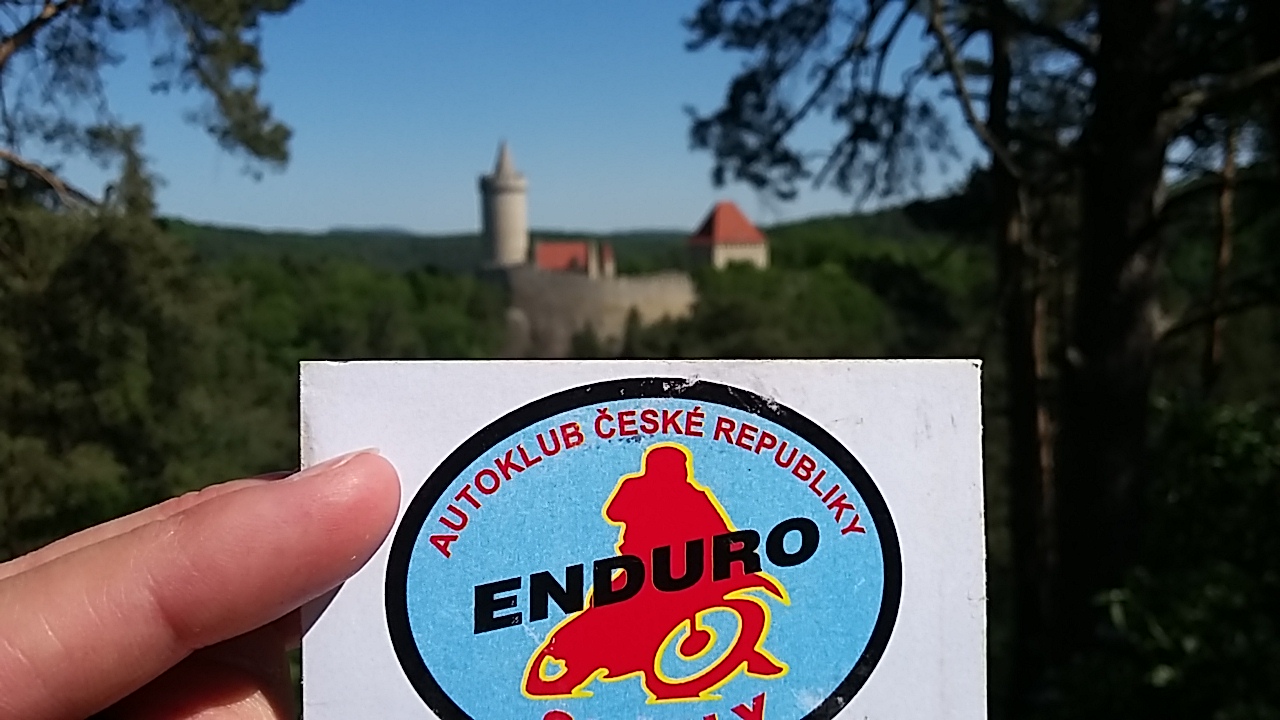 AUTOKLUB ČESKÉ REPUBLIKY
ENDURO